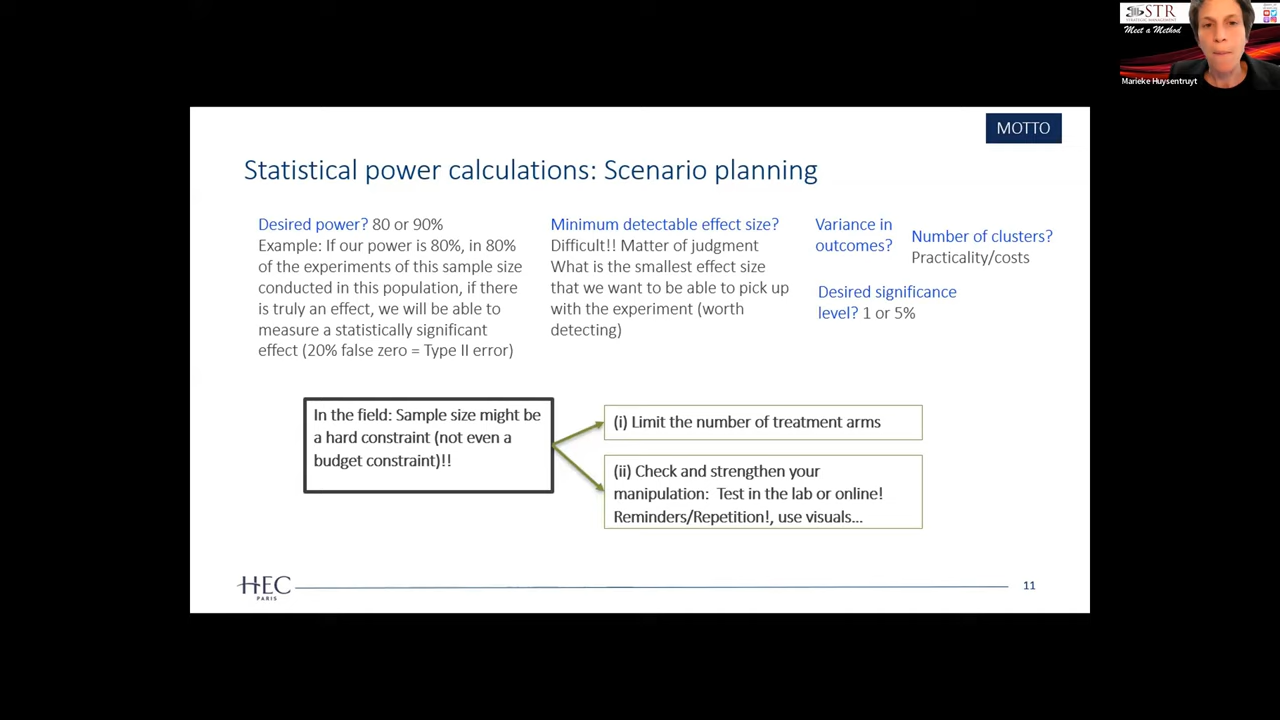 STR
STRATEGIC MANAGEMENT
Meet a Method
Marieke Huysentruyt
MOTTO
Statistical power calculations: Scenario planning
Desired power? 80 or 90%
Example: If our power is 80%, in 80%
of the experiments of this sample size
conducted in this population, if there
is truly an effect, we will be able to
measure a statistically significant
effect (20% false zero = Type II error)
Minimum detectable effect size?
Difficult!! Matter of judgment
What is the smallest effect size
that we want to be able to pick up
with the experiment (worth
detecting)
Variance in
outcomes?
Number of clusters?
Practicality/costs
Desired significance
level? 1 or 5%
In the field: Sample size might be
a hard constraint (not even a
budget constraint)!!
(i) Limit the number of treatment arms
(ii) Check and strengthen your
manipulation: Test in the lab or online!
Reminders/Repetition!, use visuals...
HEC
PARIS
11